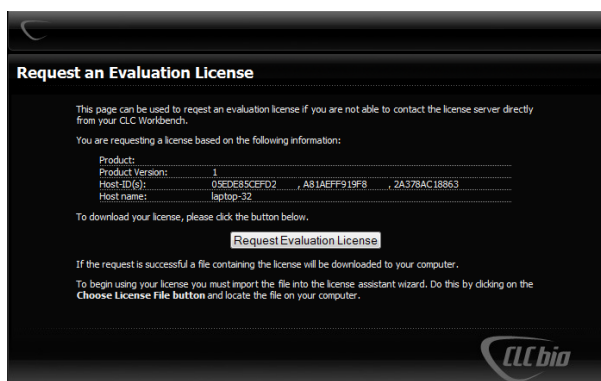 Request an Evaluation License
This page can be used to reqest an evaluation license if you are not able to contact the license server directly
from your CLC Workbench.
You are requesting a license based on the following information:
Product:
Product Version: 1
Host-ID(s): 05EDE85CEFD2 , A81AEFF919F8 , 2A378AC18863
Host name: laptop-32
To download your license, please click the button below.
Request Evaluation License
If the request is successful a file containing the license will be downloaded to your computer.
To begin using your license you must import the file into the license assistant wizard. Do this by clicking on the
Choose License File button and locate the file on your computer.
CLC bio